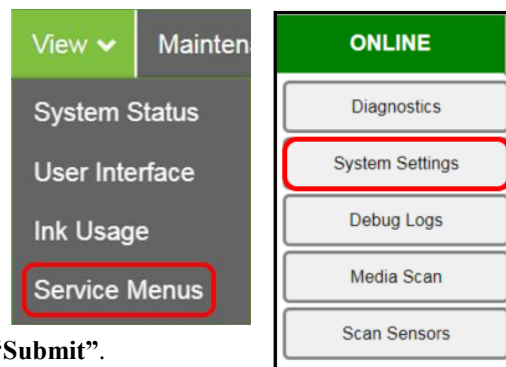 View
Mainten
System Status
User Interface
Ink Usage
Service Menus
ONLINE
Diagnostics
System Settings
Debug Logs
Media Scan
Scan Sensors
"Submit".